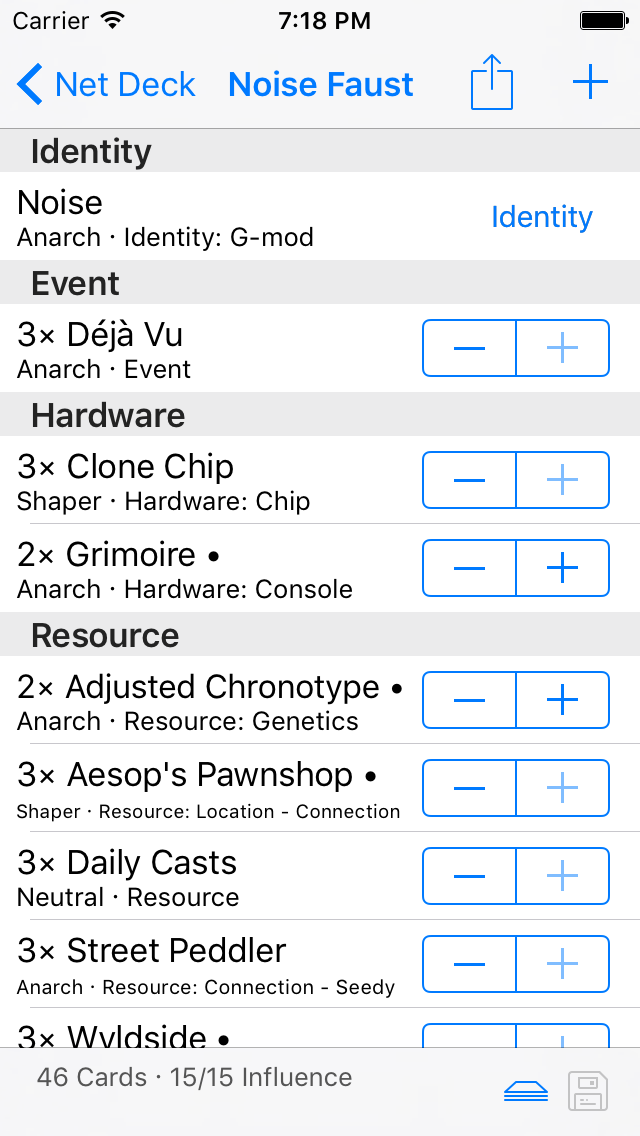 Carrier 7:18 PM
Net Deck Noise Faust
Identity
Noise Identity
Anarch · Identity: G-mod
Event
3× Déjà Vu
Anarch · Event
Hardware
3× Clone Chip
Shaper · Hardware: Chip
2× Grimoire •
Anarch · Hardware: Console
Resource
2× Adjusted Chronotype •
Anarch · Resource: Genetics
3× Aesop's Pawnshop •
Shaper · Resource: Location - Connection
3× Daily Casts
Neutral · Resource
3× Street Peddler
Anarch · Resource: Connection - Seedy
3× Wyldside •
46 Cards · 15/15 Influence